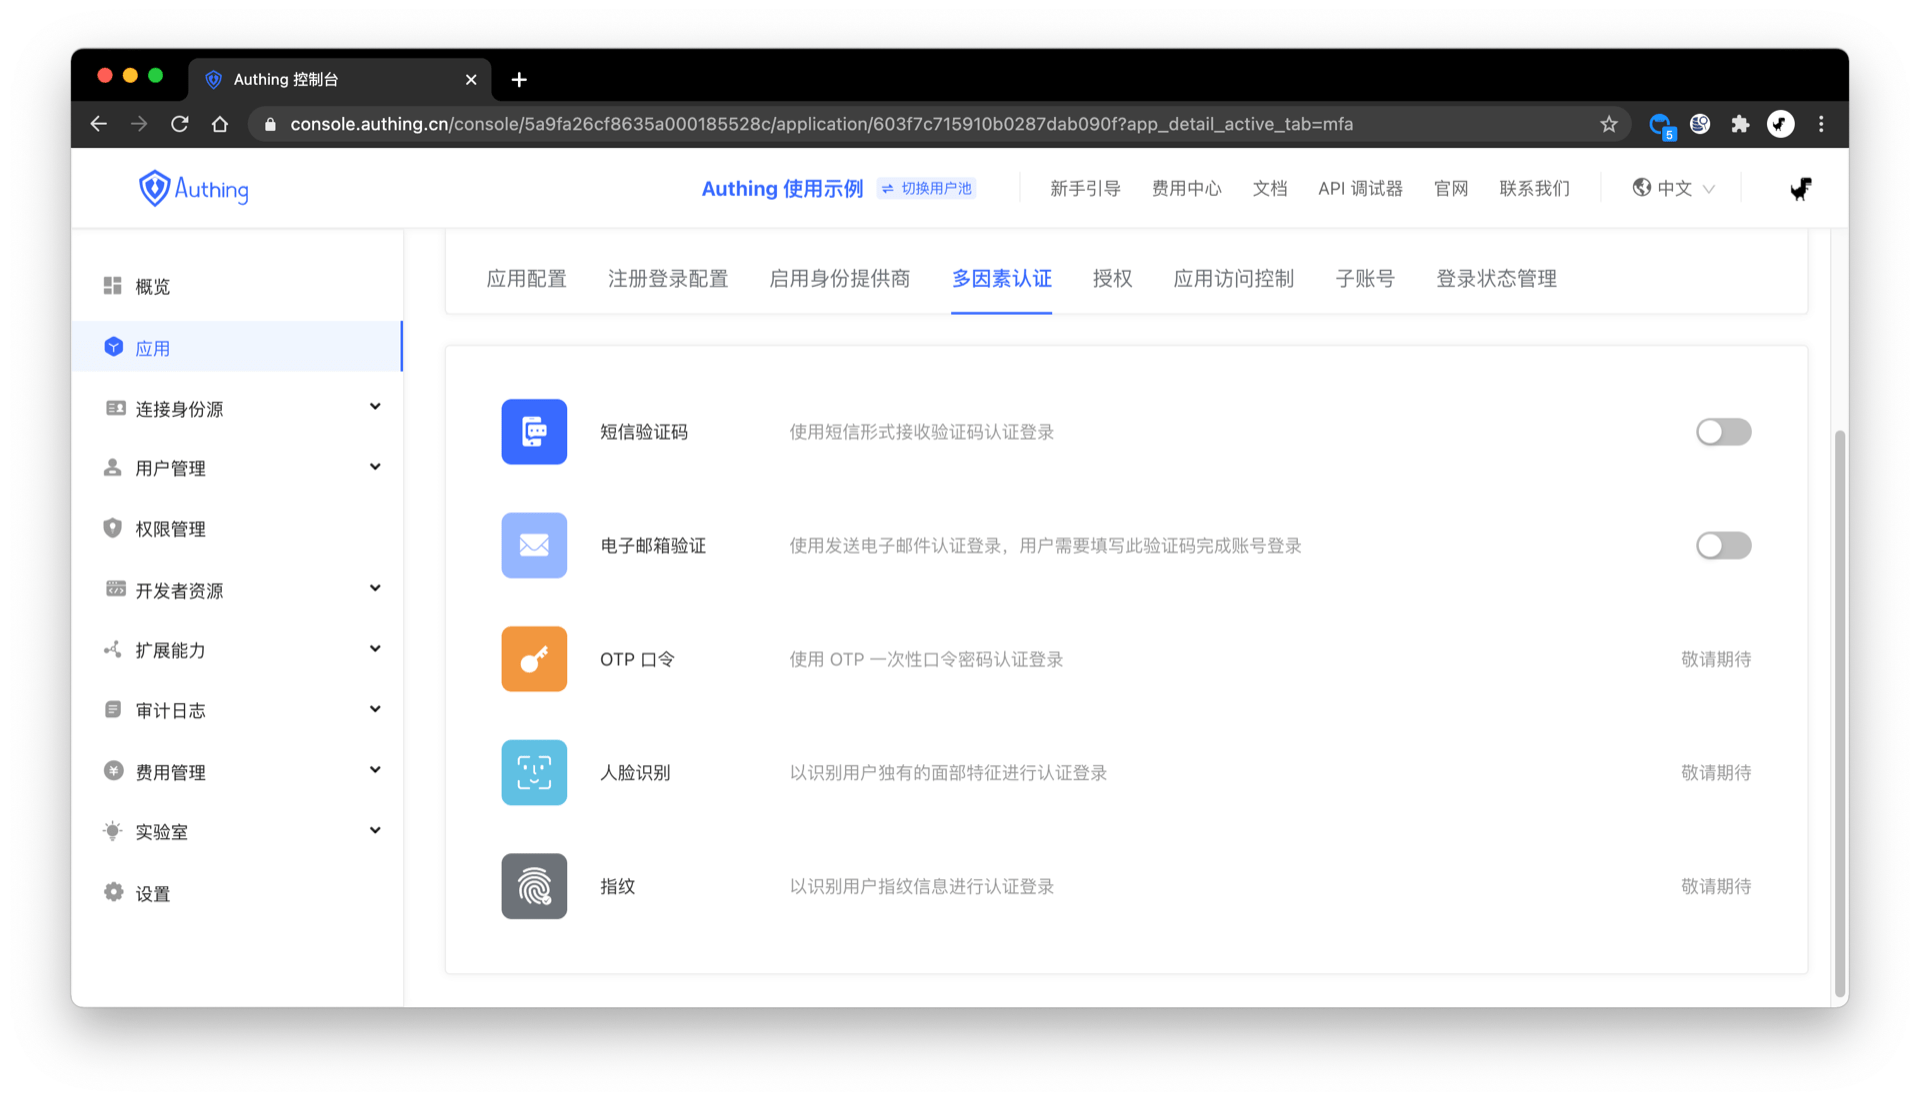 Authing 控制台
console.authing.cn/console/5a9fa26cf8635a000185528c/application/603f7c715910b0287dab090f?app_detail_active_tab=mfa
5
Authing
Authing 使用示例
切换用户池
新手引导
费用中心
文档
API 调试器
官网
联系我们
中文
概览
应用
连接身份源
用户管理
权限管理
开发者资源
扩展能力
审计日志
费用管理
实验室
设置
应用配置
注册登录配置
启用身份提供商
多因素认证
授权
应用访问控制
子账号
登录状态管理
短信验证码
使用短信形式接收验证码认证登录
电子邮箱验证
使用发送电子邮件认证登录，用户需要填写此验证码完成账号登录
OTP 口令
使用 OTP 一次性口令密码认证登录
敬请期待
人脸识别
以识别用户独有的面部特征进行认证登录
敬请期待
指纹
以识别用户指纹信息进行认证登录
敬请期待